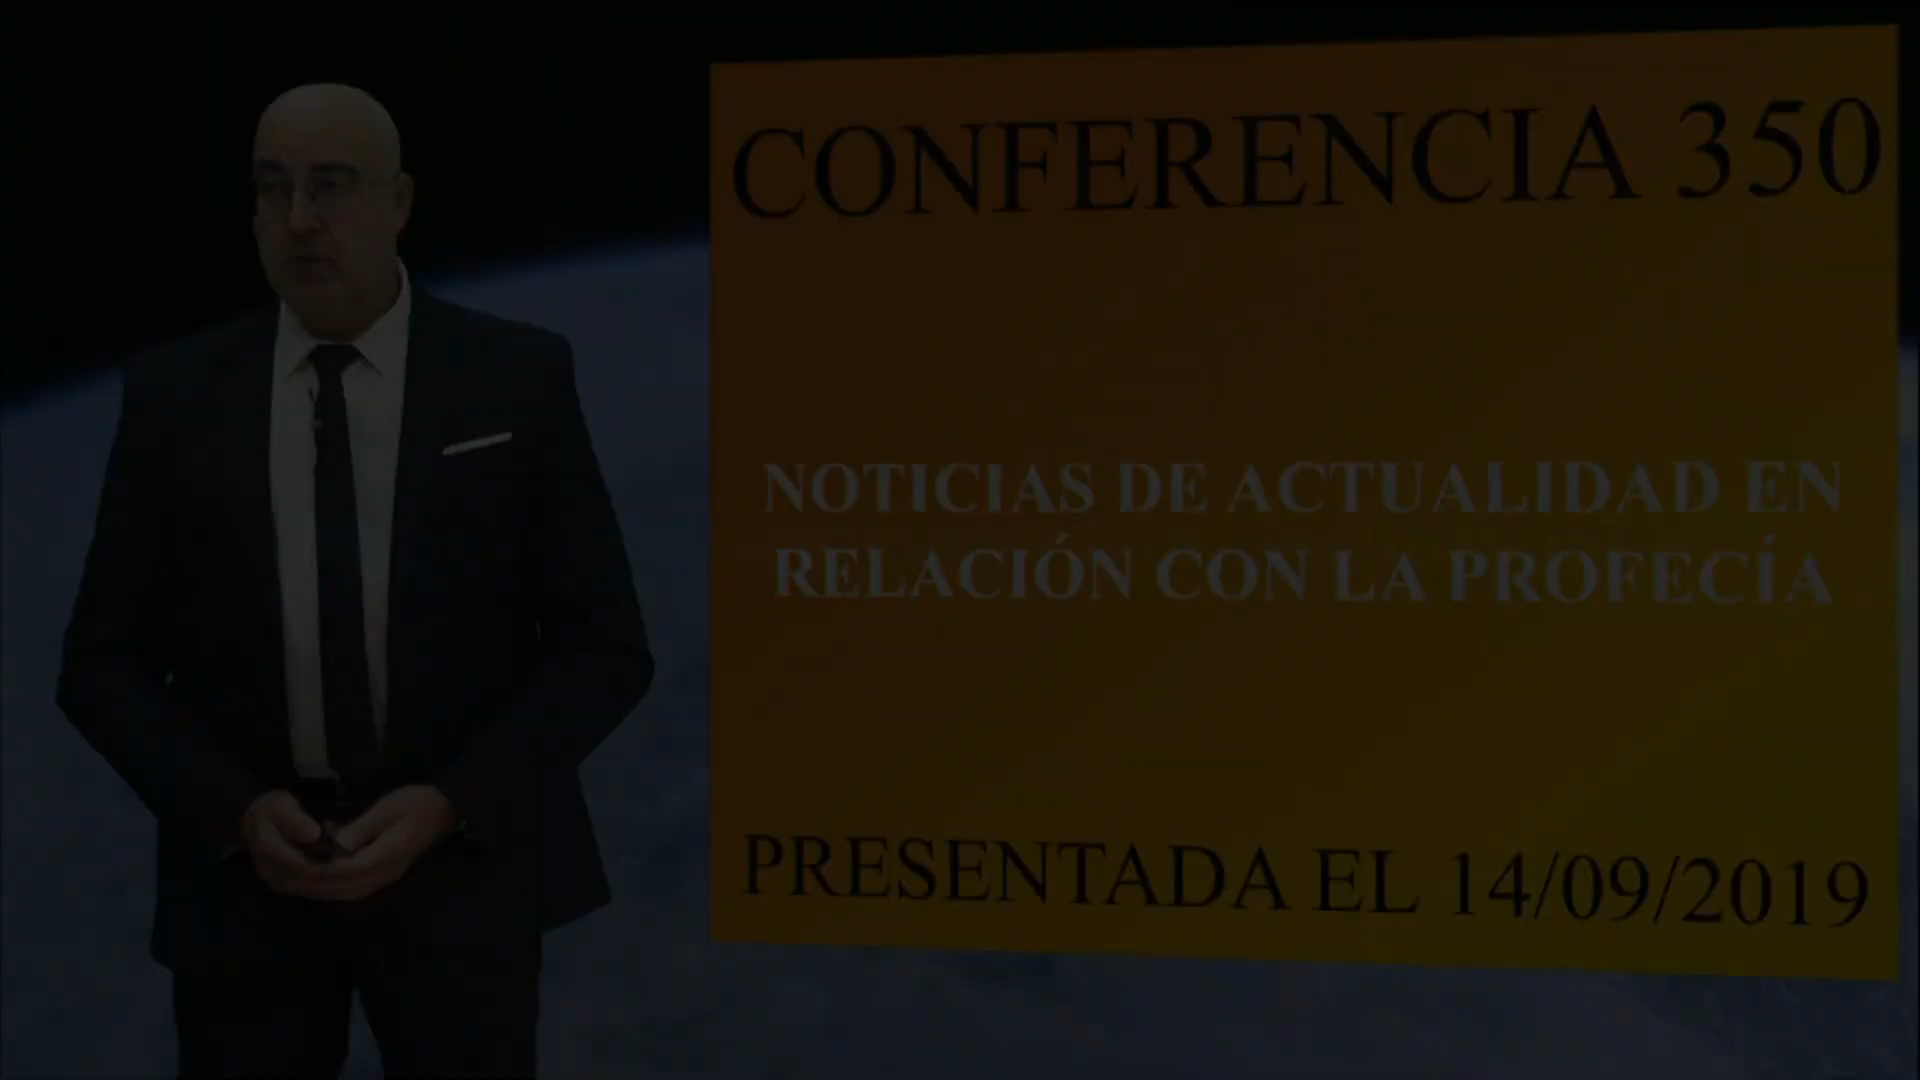 CONFERENCIA 350
NOTICIAS DE ACTUALIDAD EN
RELACIÓN CON LA PROFECÍA
PRESENTADA EL 14/09/2019